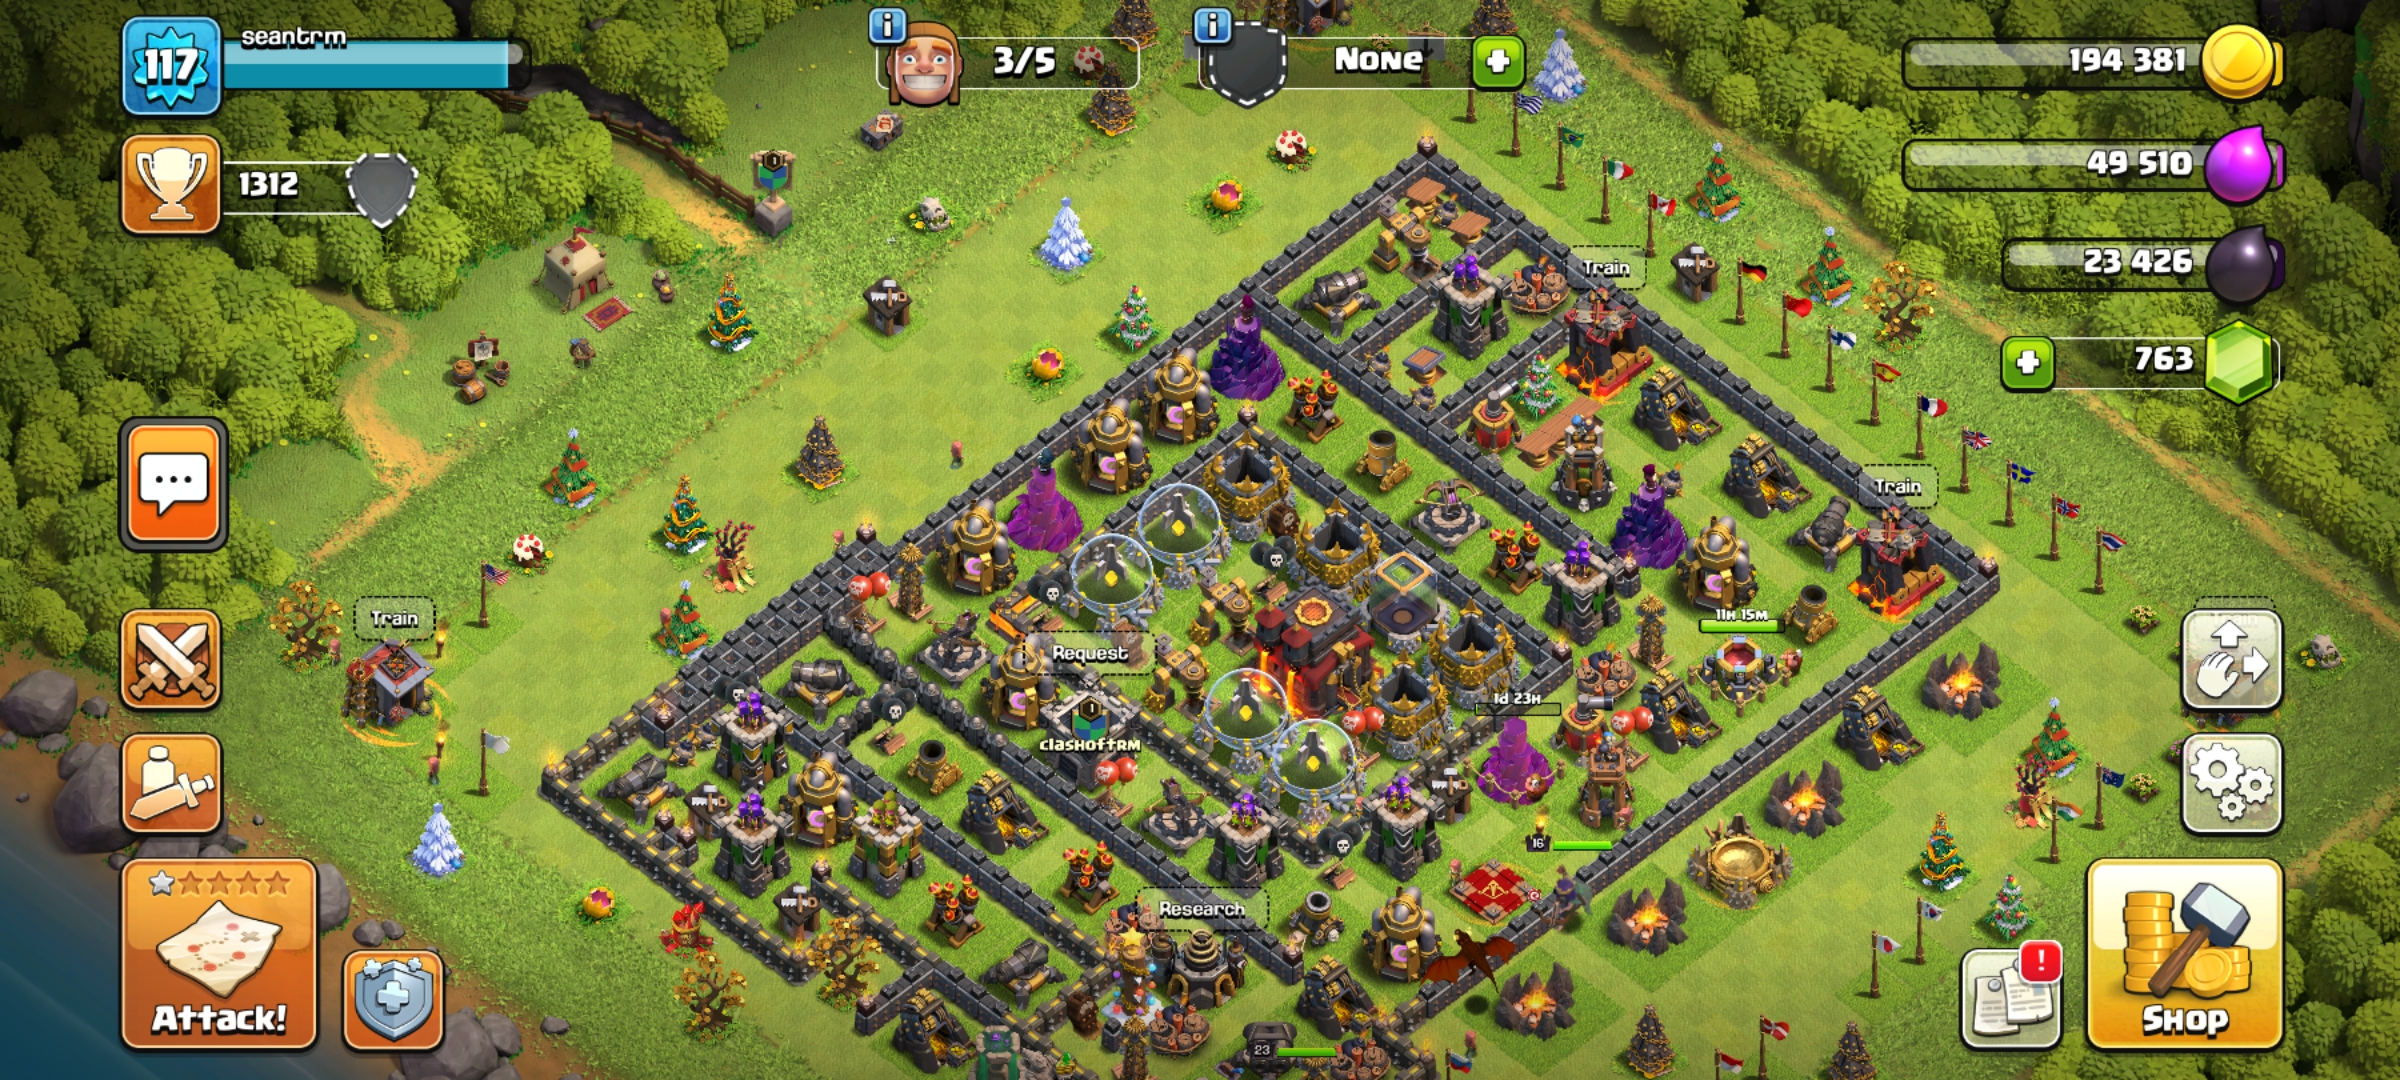 117
seantrm
3/5
None
194 381
1312
49 510
23 426
763
Train
Train
Train
11H 15M
Request
1d 23H
clashoftRM
16
Research
Attack!
23
Shop
!